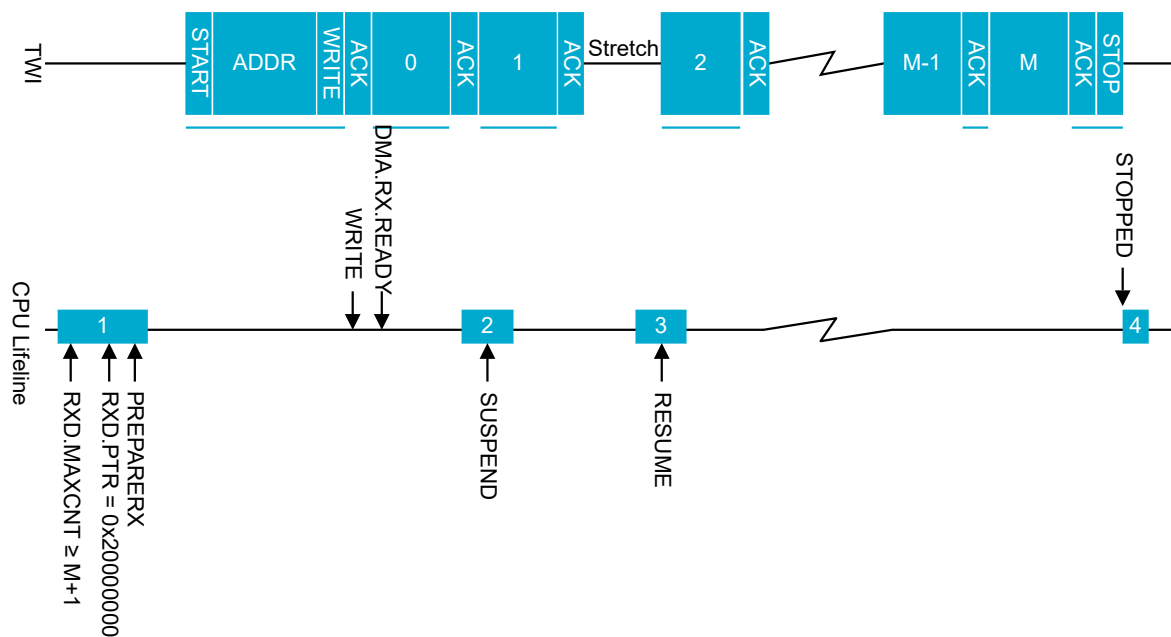 TWI
START
ADDR
WRITE
ACK
0
ACK
1
ACK
Stretch
2
ACK
M-1
ACK
M
ACK
STOP
WRITE
DMA.RX.READY
STOPPED
CPU Lifeline
1
2
3
4
RXD.MAXCNT ≥ M+1
RXD.PTR = 0x20000000
PREPARERX
SUSPEND
RESUME